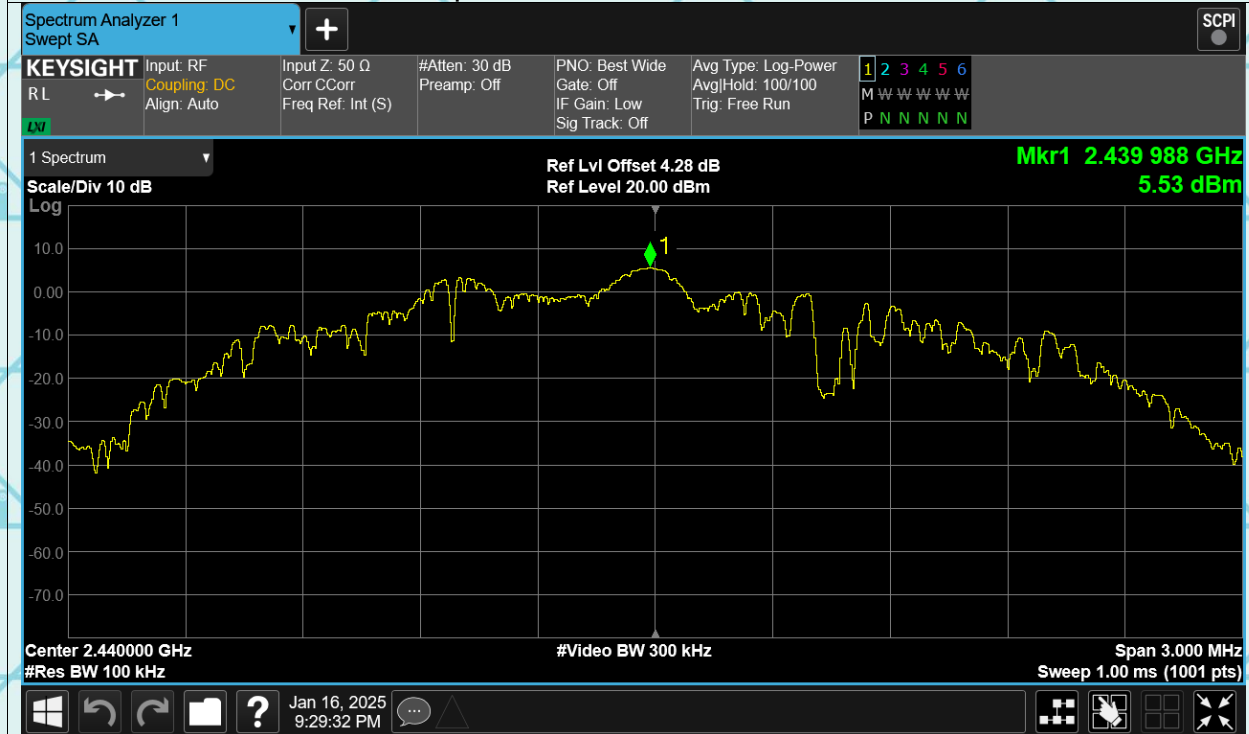 Spectrum Analyzer 1
Swept SA
SCPI
KEYSIGHT
R L
LXI
Input: RF
Coupling: DC
Align: Auto
Input Z: 50 Ω
Corr CCorr
Freq Ref: Int (S)
#Atten: 30 dB
Preamp: Off
PNO: Best Wide
Gate: Off
IF Gain: Low
Sig Track: Off
Avg Type: Log-Power
Avg|Hold: 100/100
Trig: Free Run
1 2 3 4 5 6
M W W W W W W
P N N N N N N
1 Spectrum
Scale/Div 10 dB
Log
Ref Lvl Offset 4.28 dB
Ref Level 20.00 dBm
Mkr1 2.439 988 GHz
5.53 dBm
1
10.0
0.00
-10.0
-20.0
-30.0
-40.0
-50.0
-60.0
-70.0
Center 2.440000 GHz
#Res BW 100 kHz
#Video BW 300 kHz
Span 3.000 MHz
Sweep 1.00 ms (1001 pts)
Jan 16, 2025
9:29:32 PM